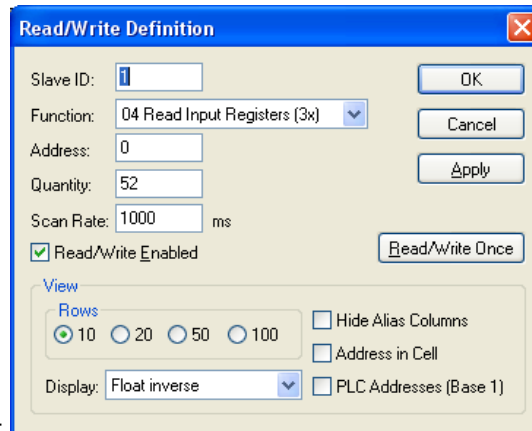 Read/Write Definition
Slave ID: 1
OK
Function: 04 Read Input Registers (3x)
Cancel
Address: 0
Apply
Quantity: 52
Scan Rate: 1000 ms
Read/Write Enabled
Read/Write Once
View
Rows
10 20 50 100
Hide Alias Columns
Address in Cell
Display: Float inverse
PLC Addresses (Base 1)